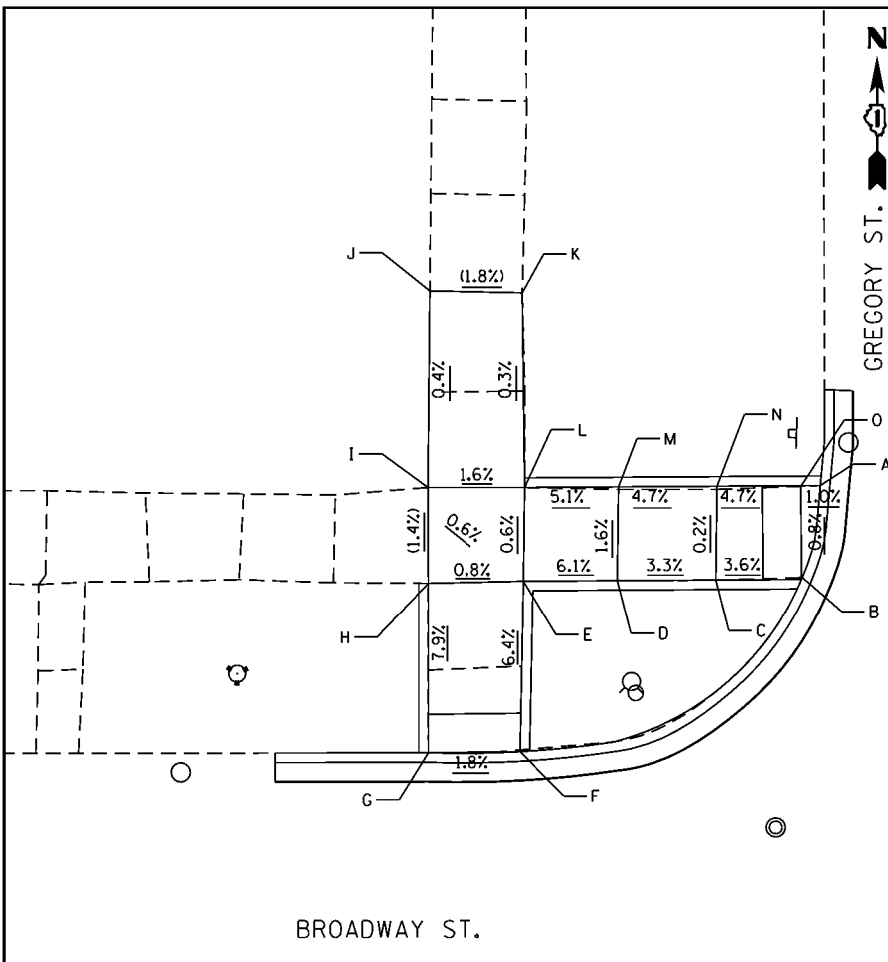 N
GREGORY ST.
J
K
(1.8%)
0.4%
0.3%
N
O
L
M
A
I
1.6%
5.1%
4.7%
4.7%
1.0%
(1.4%)
0.6%
0.6%
1.6%
0.2%
0.8%
0.8%
6.1%
3.3%
3.6%
H
E
D
C
B
7.9%
6.4%
1.8%
G
F
BROADWAY ST.